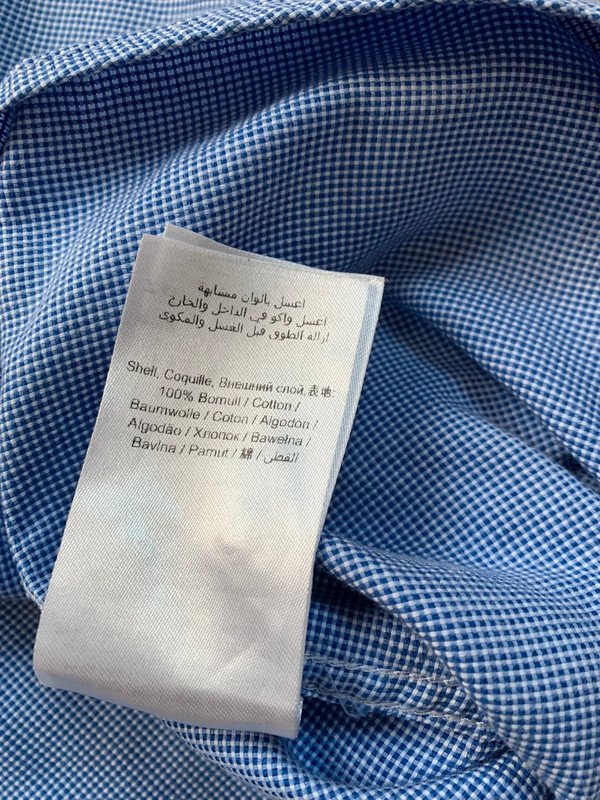 اغسل بالوان مشابهة
اغسل واكو في الداخل والخارج
ازالة الطوق قبل الغسل والمكوى
Shell, Coquille, Внешний слой, 表地:
100% Bomull / Cotton /
Baumwolle / Coton / Algodón /
Algodão / Хлопок / Bawełna /
Bavlna / Pamut / 綿 / القطن